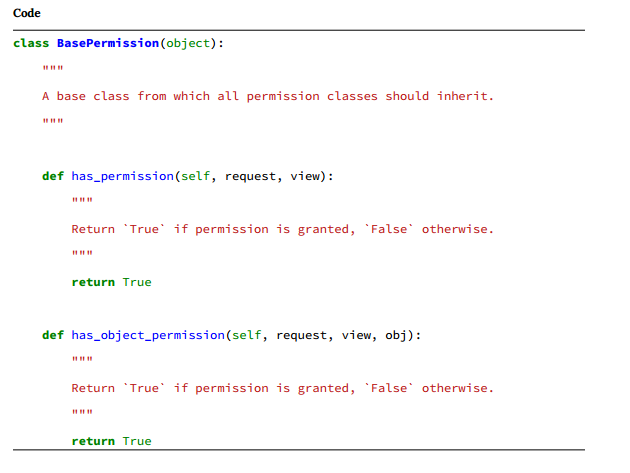 Code
class BasePermission(object):
    """
    A base class from which all permission classes should inherit.
    """
    def has_permission(self, request, view):
        """
        Return `True` if permission is granted, `False` otherwise.
        """
        return True
    def has_object_permission(self, request, view, obj):
        """
        Return `True` if permission is granted, `False` otherwise.
        """
        return True